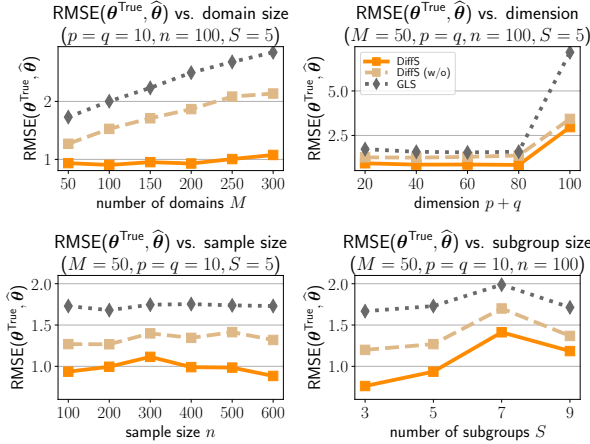 RMSE(θ^True, θ̂) vs. domain size
(p = q = 10, n = 100, S = 5)
RMSE(θ^True, θ̂)
2
1
50 100 150 200 250 300
number of domains M
RMSE(θ^True, θ̂) vs. dimension
(M = 50, p = q, n = 100, S = 5)
RMSE(θ^True, θ̂)
DiffS
DiffS (w/o)
GLS
5.0
2.5
20 40 60 80 100
dimension p + q
RMSE(θ^True, θ̂) vs. sample size
(M = 50, p = q = 10, S = 5)
RMSE(θ^True, θ̂)
2.0
1.5
1.0
100 200 300 400 500 600
sample size n
RMSE(θ^True, θ̂) vs. subgroup size
(M = 50, p = q = 10, n = 100)
RMSE(θ^True, θ̂)
2.0
1.5
1.0
3 5 7 9
number of subgroups S